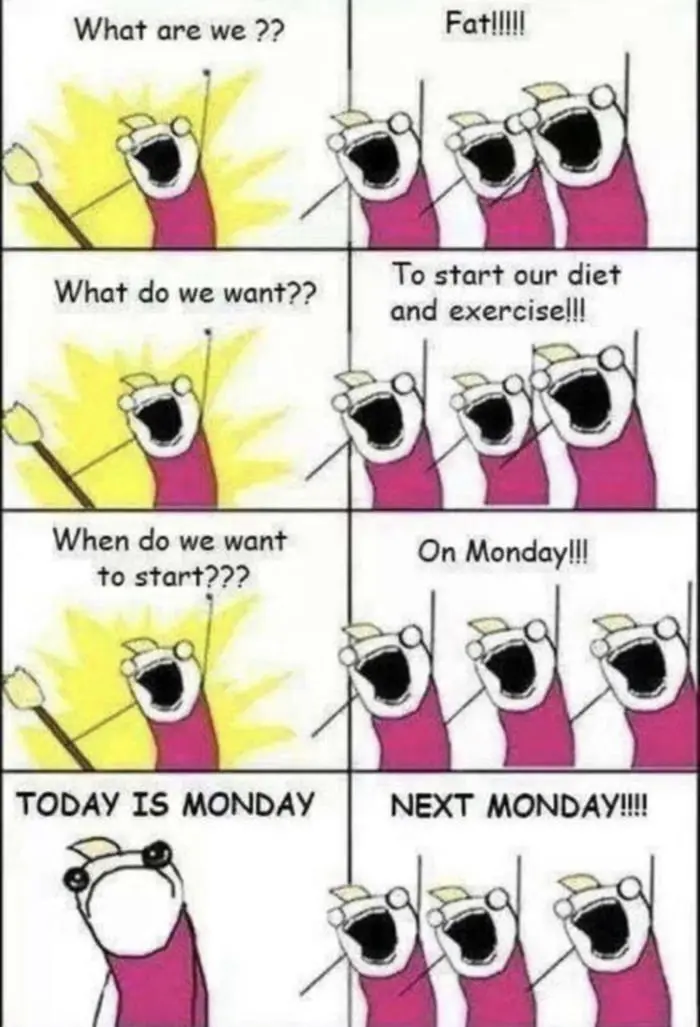 What are we ??
Fat!!!!!
What do we want??
To start our diet
and exercise!!!
When do we want
to start???
On Monday!!!
TODAY IS MONDAY
NEXT MONDAY!!!!